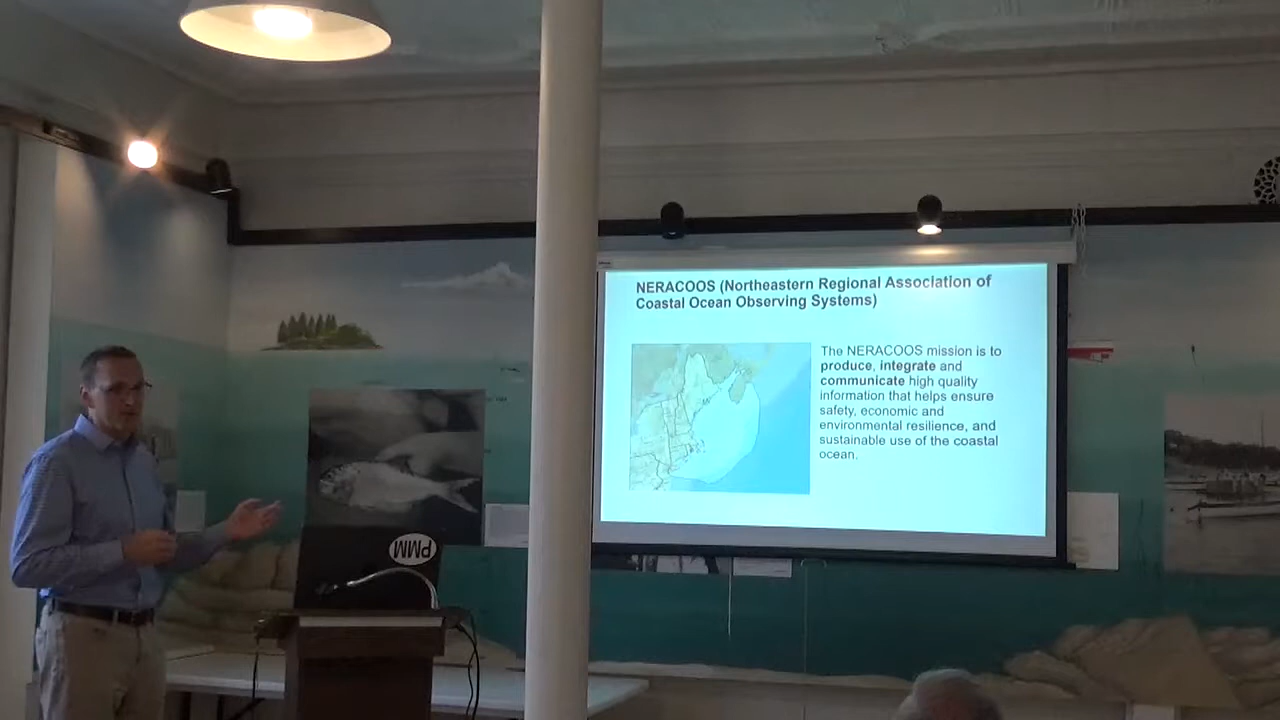 NERACOOS (Northeastern Regional Association of
Coastal Ocean Observing Systems)
The NERACOOS mission is to
produce, integrate and
communicate high quality
information that helps ensure
safety, economic and
environmental resilience, and
sustainable use of the coastal
ocean.
PMM